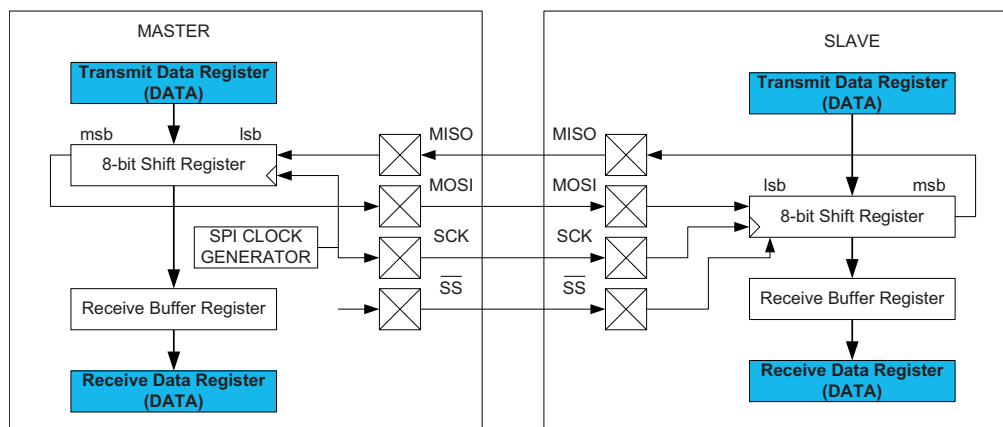 MASTER
Transmit Data Register
(DATA)
msb
lsb
8-bit Shift Register
SPI CLOCK
GENERATOR
Receive Buffer Register
Receive Data Register
(DATA)
MISO
MOSI
SCK
SS
SLAVE
MISO
MOSI
SCK
SS
Transmit Data Register
(DATA)
lsb
msb
8-bit Shift Register
Receive Buffer Register
Receive Data Register
(DATA)